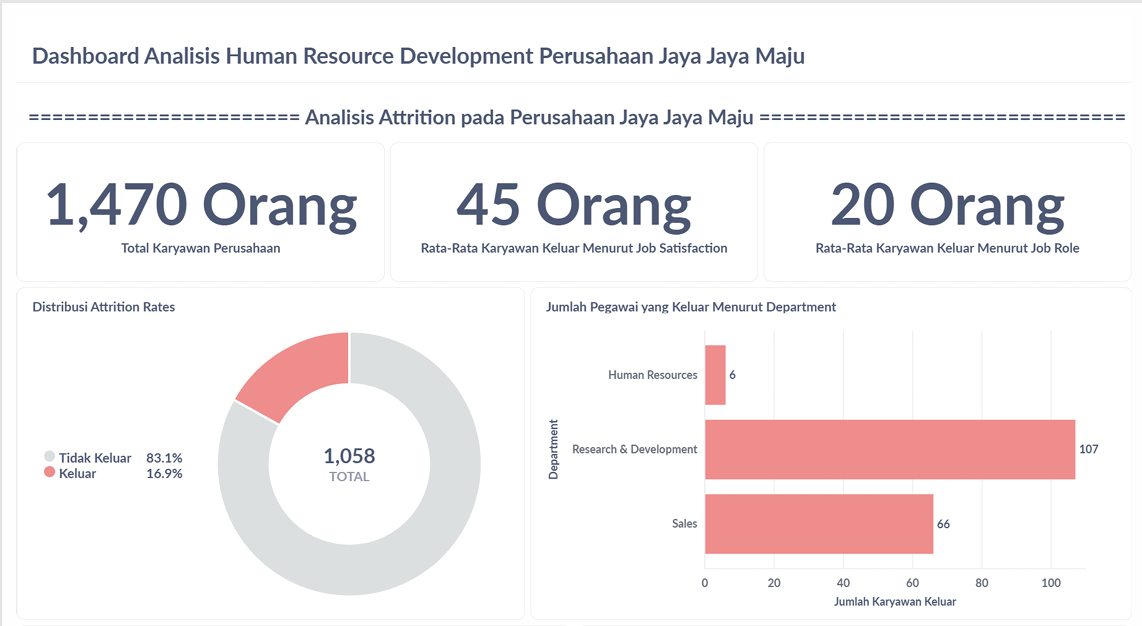 Dashboard Analisis Human Resource Development Perusahaan Jaya Jaya Maju
======================= Analisis Attrition pada Perusahaan Jaya Jaya Maju ===============================
1,470 Orang
Total Karyawan Perusahaan
45 Orang
Rata-Rata Karyawan Keluar Menurut Job Satisfaction
20 Orang
Rata-Rata Karyawan Keluar Menurut Job Role
Distribusi Attrition Rates
Tidak Keluar 83.1%
Keluar 16.9%
1,058
TOTAL
Jumlah Pegawai yang Keluar Menurut Department
Department
Human Resources 6
Research & Development 107
Sales 66
0 20 40 60 80 100
Jumlah Karyawan Keluar